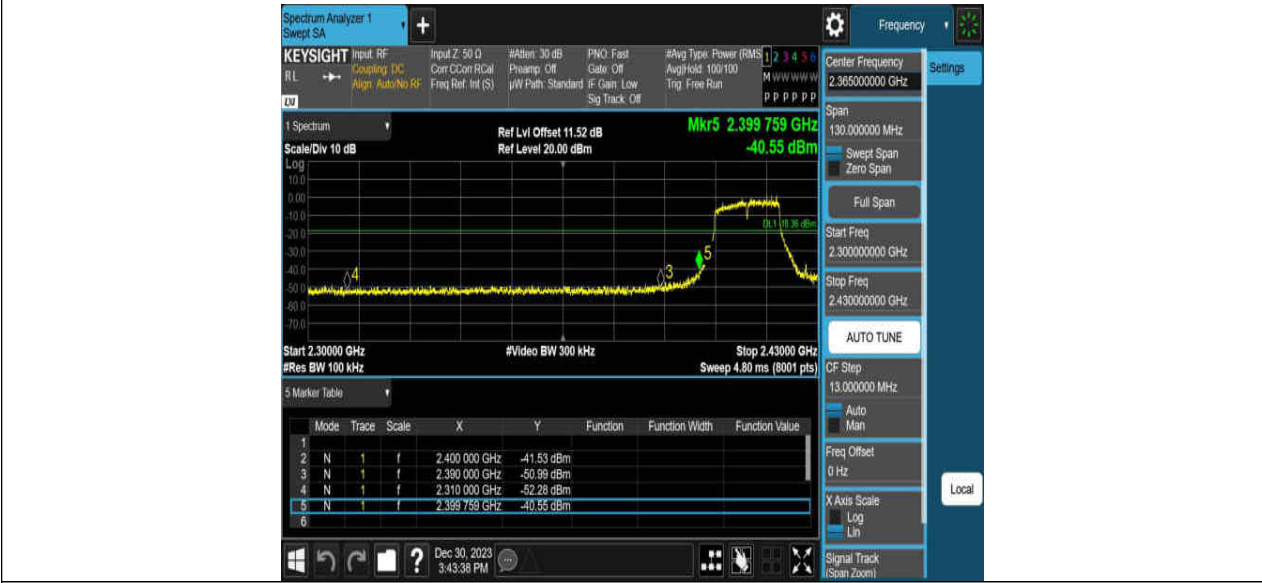 Spectrum Analyzer 1
Swept SA
+
Frequency
KEYSIGHT
RL
LXI
Input: RF
Coupling: DC
Align: Auto/No RF
Input Z: 50 Ω
Corr CCorr RCal
Freq Ref: Int (S)
#Atten: 30 dB
Preamp: Off
µW Path: Standard
PNO: Fast
Gate: Off
IF Gain: Low
Sig Track: Off
#Avg Type: Power (RMS
Avg|Hold: 100/100
Trig: Free Run
1 2 3 4 5 6
M W W W W W
P P P P P P
Center Frequency
2.365000000 GHz
Settings
1 Spectrum
Scale/Div 10 dB
Ref Lvl Offset 11.52 dB
Ref Level 20.00 dBm
Mkr5 2.399 759 GHz
-40.55 dBm
Log
10.0
0.00
-10.0
-20.0
-30.0
-40.0
-50.0
-60.0
-70.0
DL1 -18.36 dBm
4
3
5
Start 2.30000 GHz
#Res BW 100 kHz
#Video BW 300 kHz
Stop 2.43000 GHz
Sweep 4.80 ms (8001 pts)
Span
130.000000 MHz
Swept Span
Zero Span
Full Span
Start Freq
2.300000000 GHz
Stop Freq
2.430000000 GHz
AUTO TUNE
CF Step
13.000000 MHz
Auto
Man
Freq Offset
0 Hz
X Axis Scale
Log
Lin
Signal Track
(Span Zoom)
Local
5 Marker Table
Mode Trace Scale X Y Function Function Width Function Value
1
2 N 1 f 2.400 000 GHz -41.53 dBm
3 N 1 f 2.390 000 GHz -50.99 dBm
4 N 1 f 2.310 000 GHz -52.28 dBm
5 N 1 f 2.399 759 GHz -40.55 dBm
6
?
Dec 30, 2023
3:43:38 PM